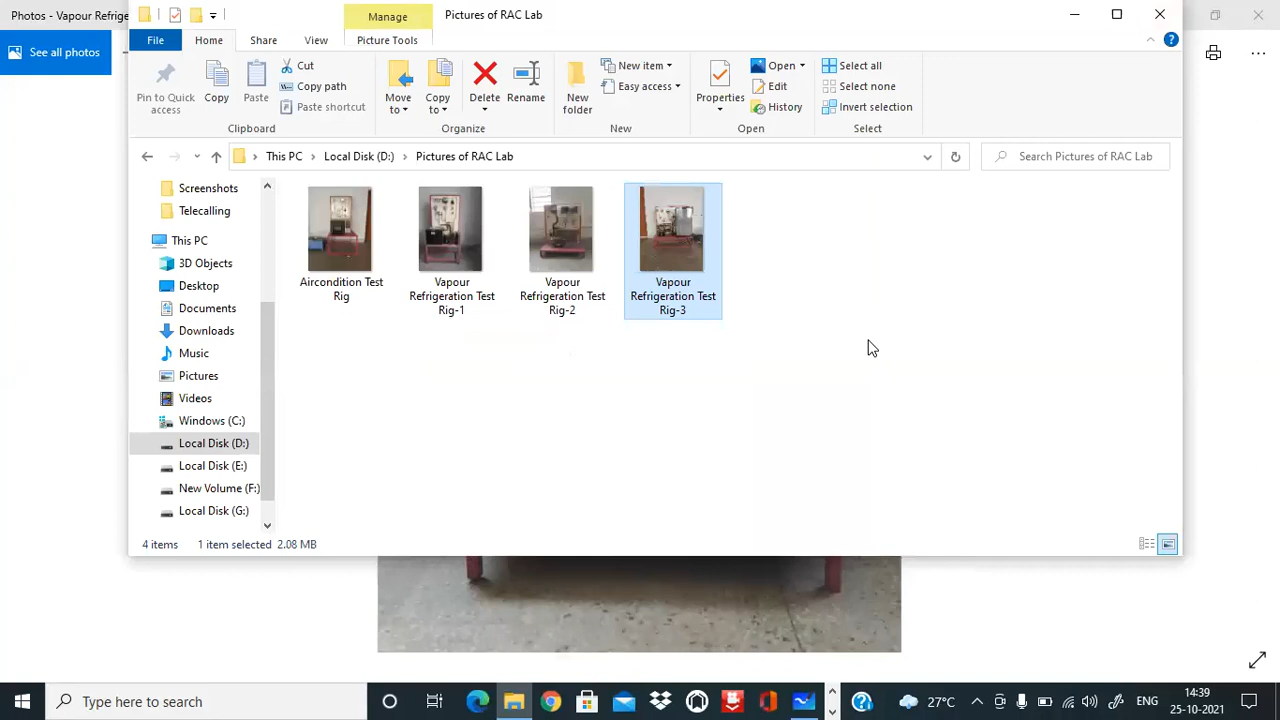 Photos - Vapour Refrige
Manage
Pictures of RAC Lab
See all photos
File
Home
Share
View
Picture Tools
Pin to Quick access
Copy
Paste
Cut
Copy path
Paste shortcut
Clipboard
Move to
Copy to
Delete
Rename
Organize
New folder
New item
Easy access
New
Properties
Open
Edit
History
Open
Select all
Select none
Invert selection
Select
This PC
Local Disk (D:)
Pictures of RAC Lab
Search Pictures of RAC Lab
Screenshots
Telecalling
This PC
3D Objects
Desktop
Documents
Downloads
Music
Pictures
Videos
Windows (C:)
Local Disk (D:)
Local Disk (E:)
New Volume (F:)
Local Disk (G:)
Aircondition Test
Rig
Vapour
Refrigeration Test
Rig-1
Vapour
Refrigeration Test
Rig-2
Vapour
Refrigeration Test
Rig-3
4 items
1 item selected 2.08 MB
Type here to search
27°C
ENG
14:39
25-10-2021